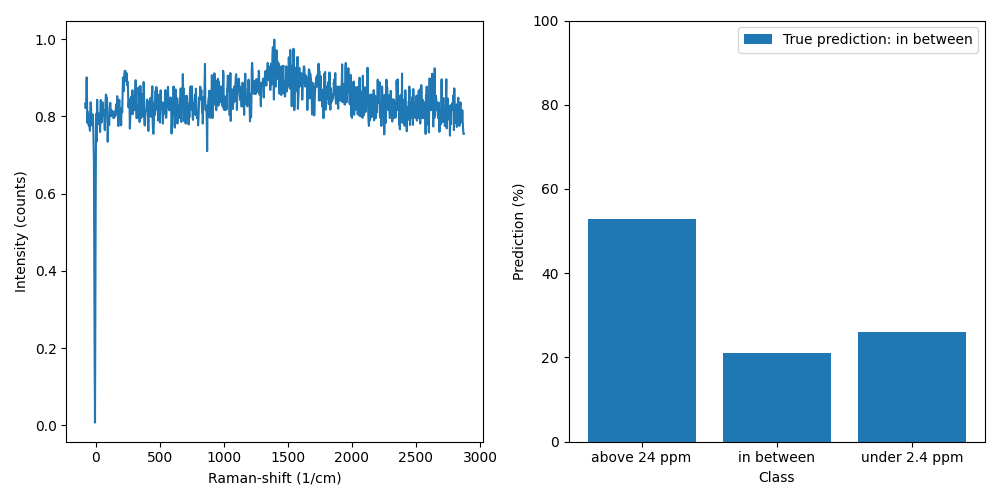 1.0
0.8
0.6
0.4
0.2
0.0
Intensity (counts)
0
500
1000
1500
2000
2500
3000
Raman-shift (1/cm)
100
80
60
40
20
0
Prediction (%)
True prediction: in between
above 24 ppm
in between
under 2.4 ppm
Class